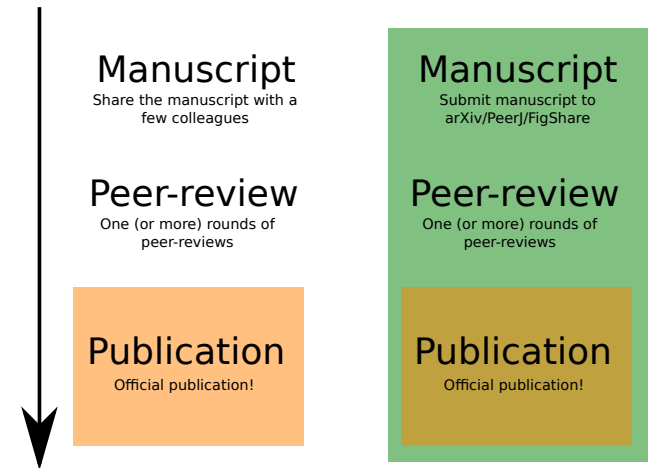 Manuscript
Share the manuscript with a
few colleagues
Peer-review
One (or more) rounds of
peer-reviews
Publication
Official publication!
Manuscript
Submit manuscript to
arXiv/PeerJ/FigShare
Peer-review
One (or more) rounds of
peer-reviews
Publication
Official publication!